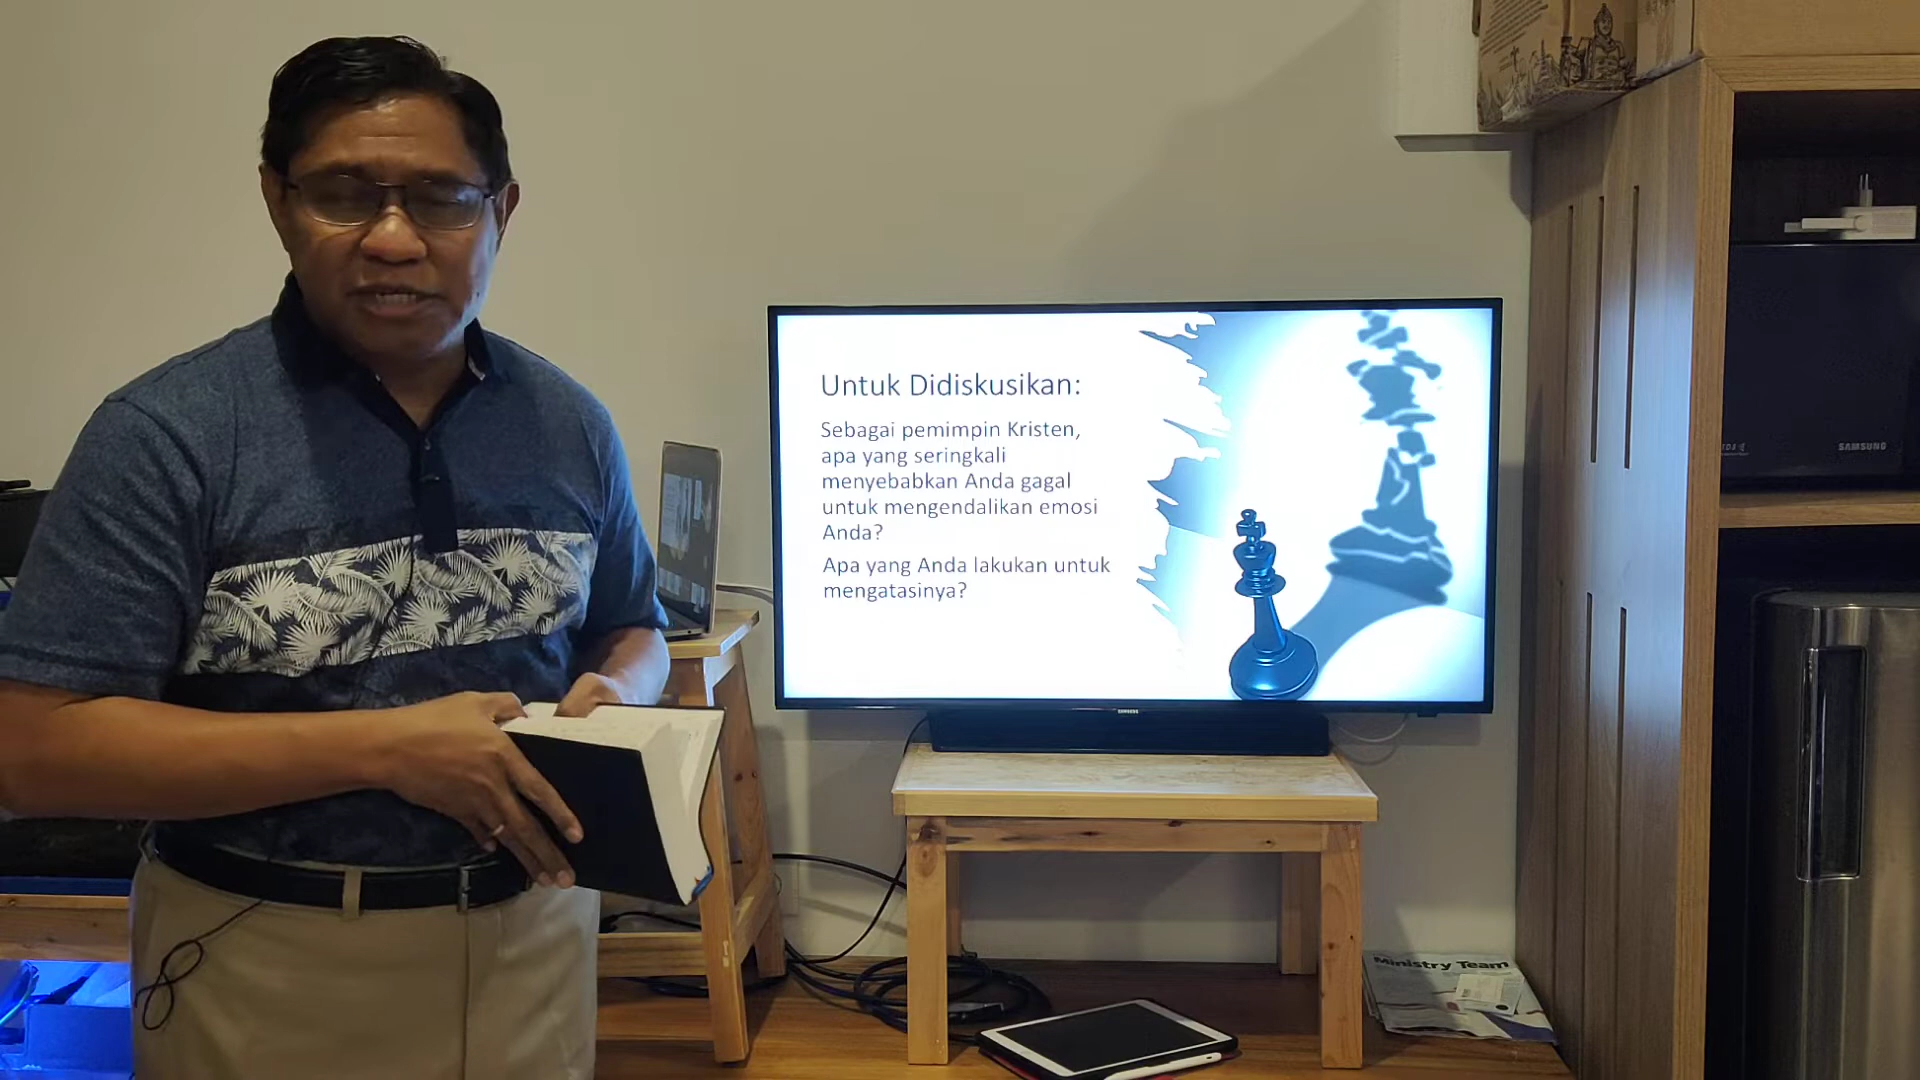 Untuk Didiskusikan:
Sebagai pemimpin Kristen,
apa yang seringkali
menyebabkan Anda gagal
untuk mengendalikan emosi
Anda?
Apa yang Anda lakukan untuk
mengatasinya?
SAMSUNG
SAMSUNG
Ministry Team